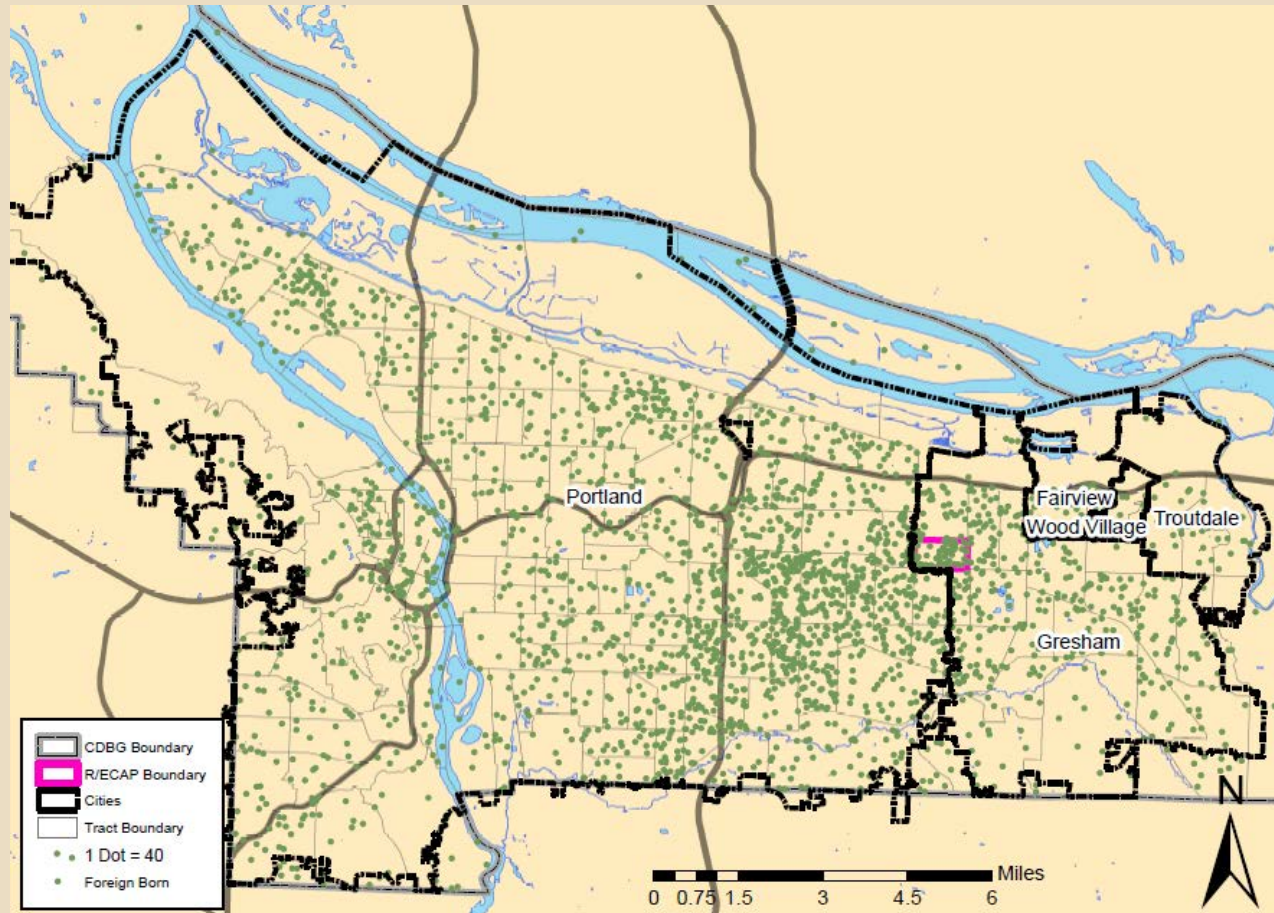 Portland
Fairview
Wood Village
Troutdale
Gresham
CDBG Boundary
R/ECAP Boundary
Cities
Tract Boundary
1 Dot = 40
Foreign Born
N
Miles
0 0.75 1.5 3 4.5 6